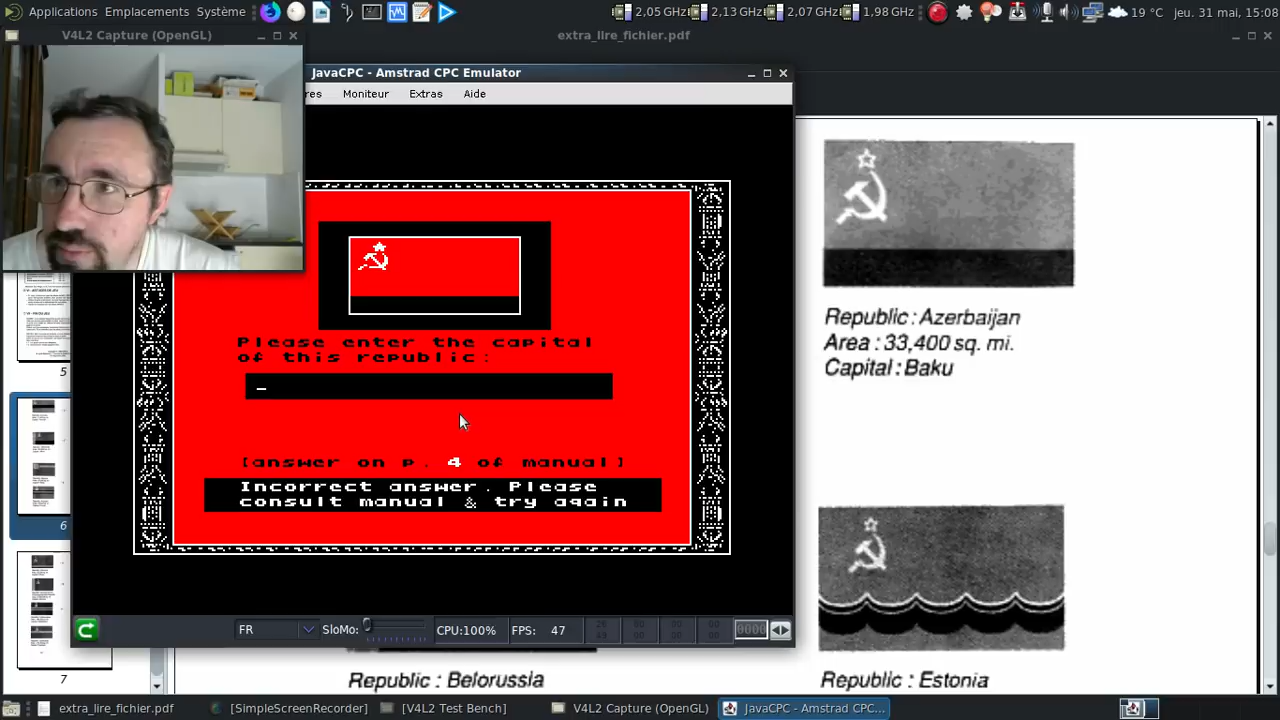 Applications Emplacements Système
2,05 GHz 2,13 GHz 2,07 GHz 1,98 GHz
19 °C jeu. 31 mai, 15:08
V4L2 Capture (OpenGL)
extra_lire_fichier.pdf
JavaCPC - Amstrad CPC Emulator
res Moniteur Extras Aide
Please enter the capital
of this republic:
[answer on p. 4 of manual]
Incorrect answer. Please
consult manual & try again
FR SloMo: FPS: 47
Republic : Azerbaijan
Area : 33,400 sq. mi.
Capital : Baku
Republic : Belorussia
Republic : Estonia
5
6
7
extra_lire_fichier.pdf
[SimpleScreenRecorder]
[V4L2 Test Bench]
V4L2 Capture (OpenGL)
JavaCPC - Amstrad CPC...